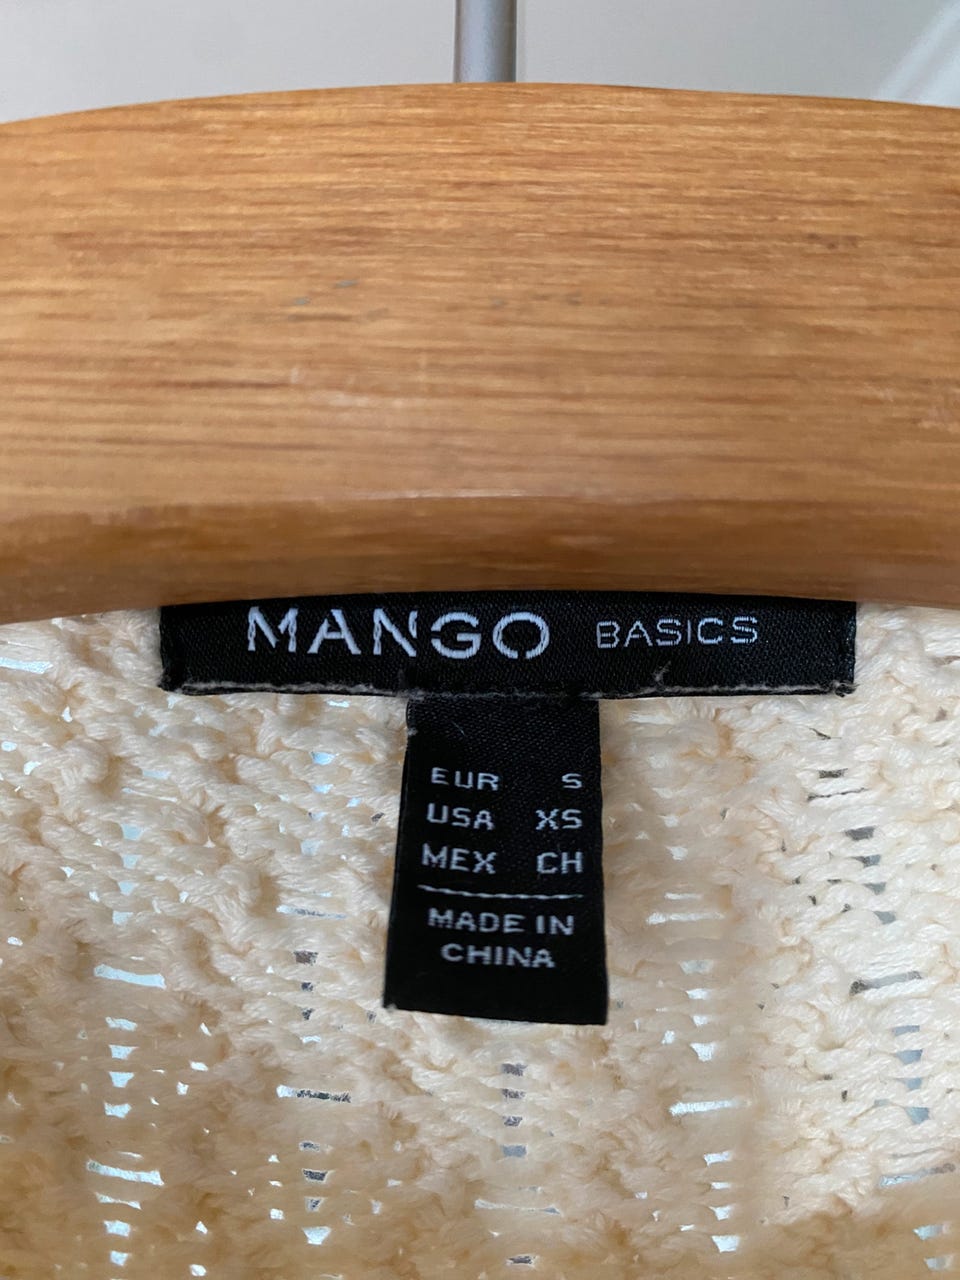 MANGO BASICS
EUR S
USA XS
MEX CH
MADE IN
CHINA